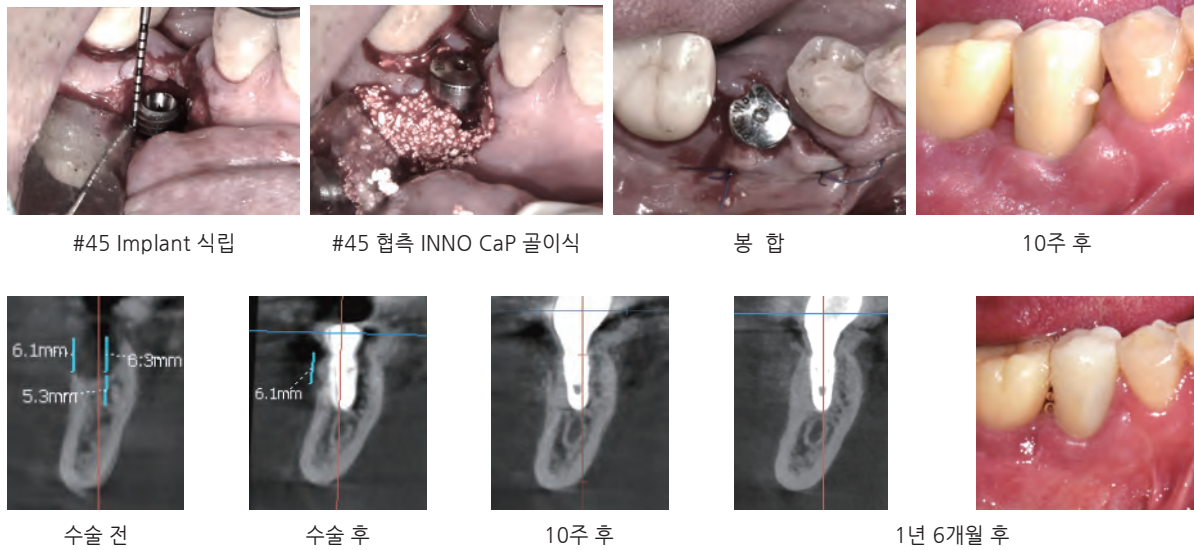 #45 Implant 식립
#45 협측 INNO CaP 골이식
봉 합
10주 후
6.1mm
6.3mm
5.3mm
6.1mm
수술 전
수술 후
10주 후
1년 6개월 후